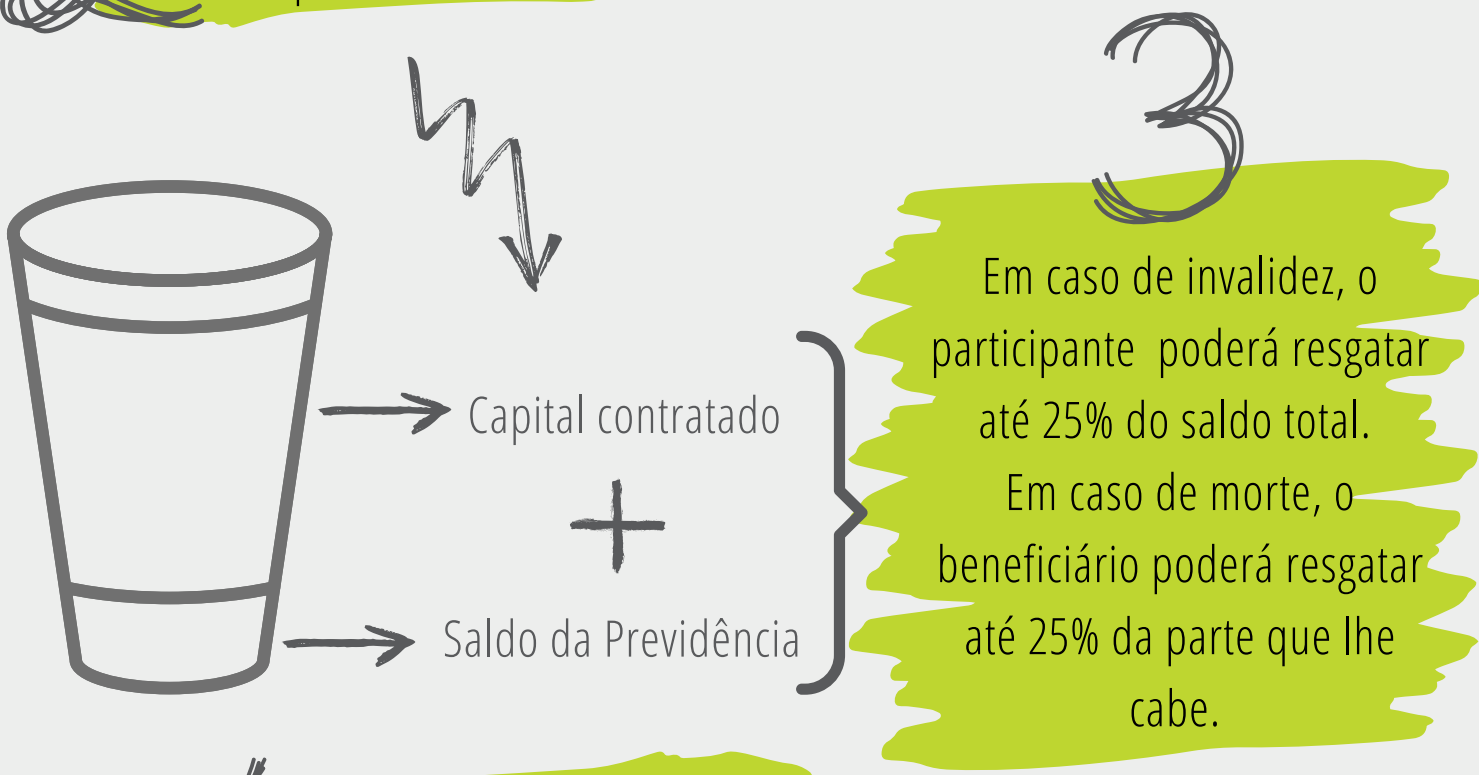 3
Capital contratado
+
Saldo da Previdência
Em caso de invalidez, o
participante poderá resgatar
até 25% do saldo total.
Em caso de morte, o
beneficiário poderá resgatar
até 25% da parte que lhe
cabe.